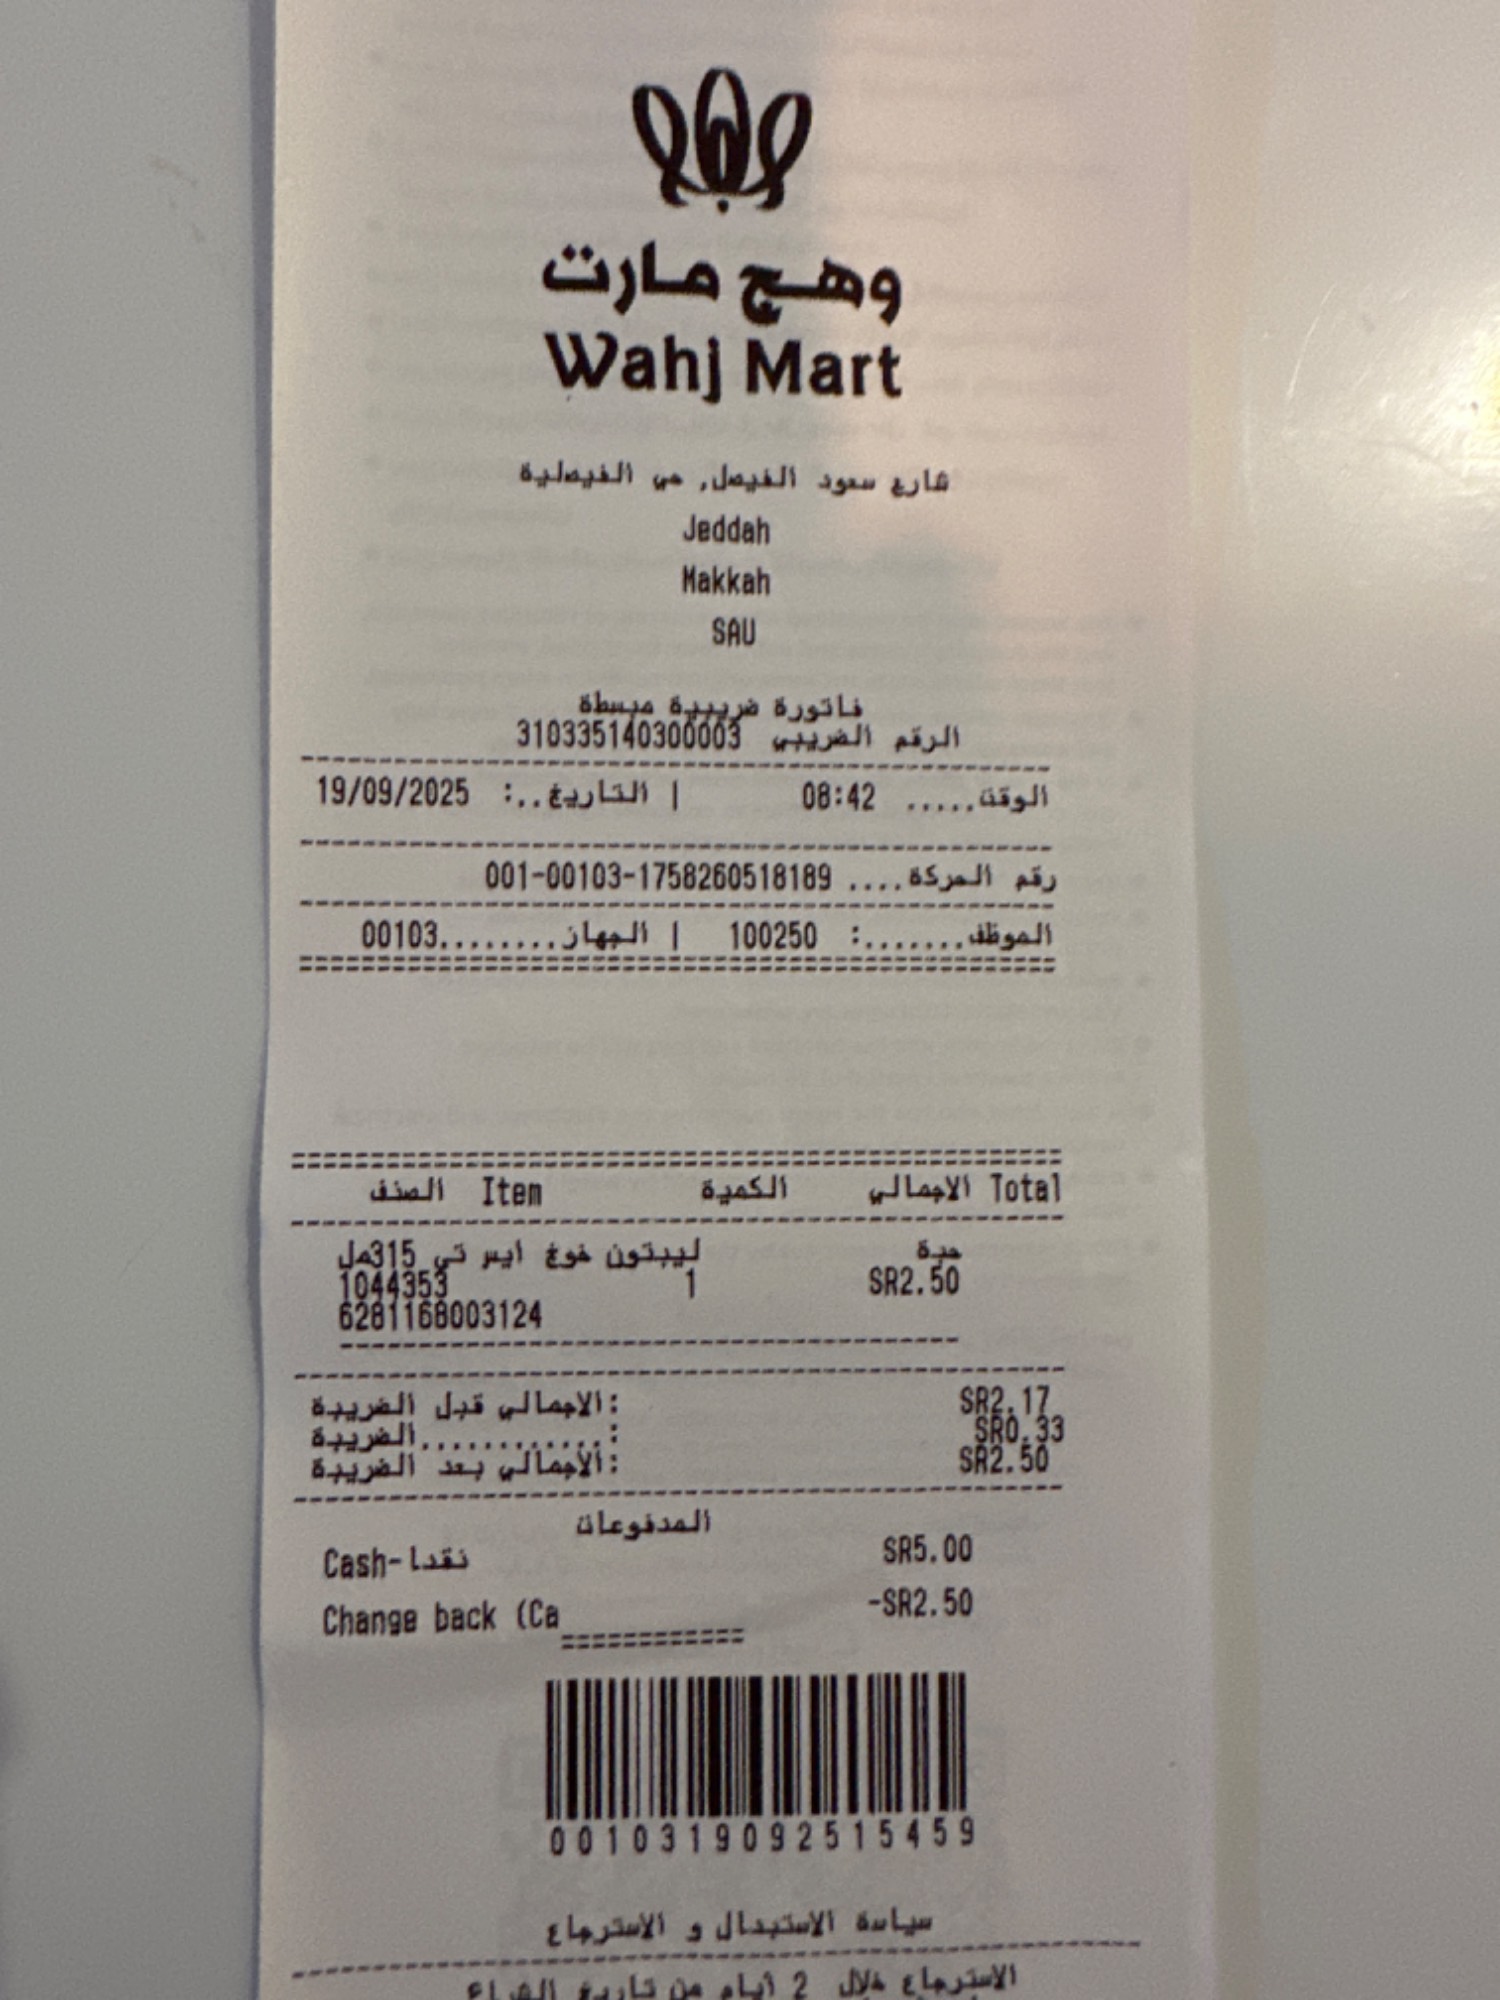 وهج مارت
Wahj Mart
شارع سعود الفيصل, حي الفيصلية
Jeddah
Makkah
SAU
فاتورة ضريبية مبسطة
الرقم الضريبي 310335140300003
الوقت..... 08:42 | التاريخ..: 19/09/2025
رقم الحركة.... 001-00103-1758260518189
الموظف.......: 100250 | الجهاز........00103
الصنف Item الكمية الاجمالي Total
ليبتون خوخ ايس تي 315مل حبة
1044353 1 SR2.50
6281168003124
الاجمالي قبل الضريبة: SR2.17
الضريبة............: SR0.33
الأجمالي بعد الضريبة: SR2.50
المدفوعات
Cash-نقدا SR5.00
Change back (Ca -SR2.50
0010319092515459
سياسة الاستبدال و الاسترجاع
الاسترجاع خلال 2 أيام من تاريخ الشراء